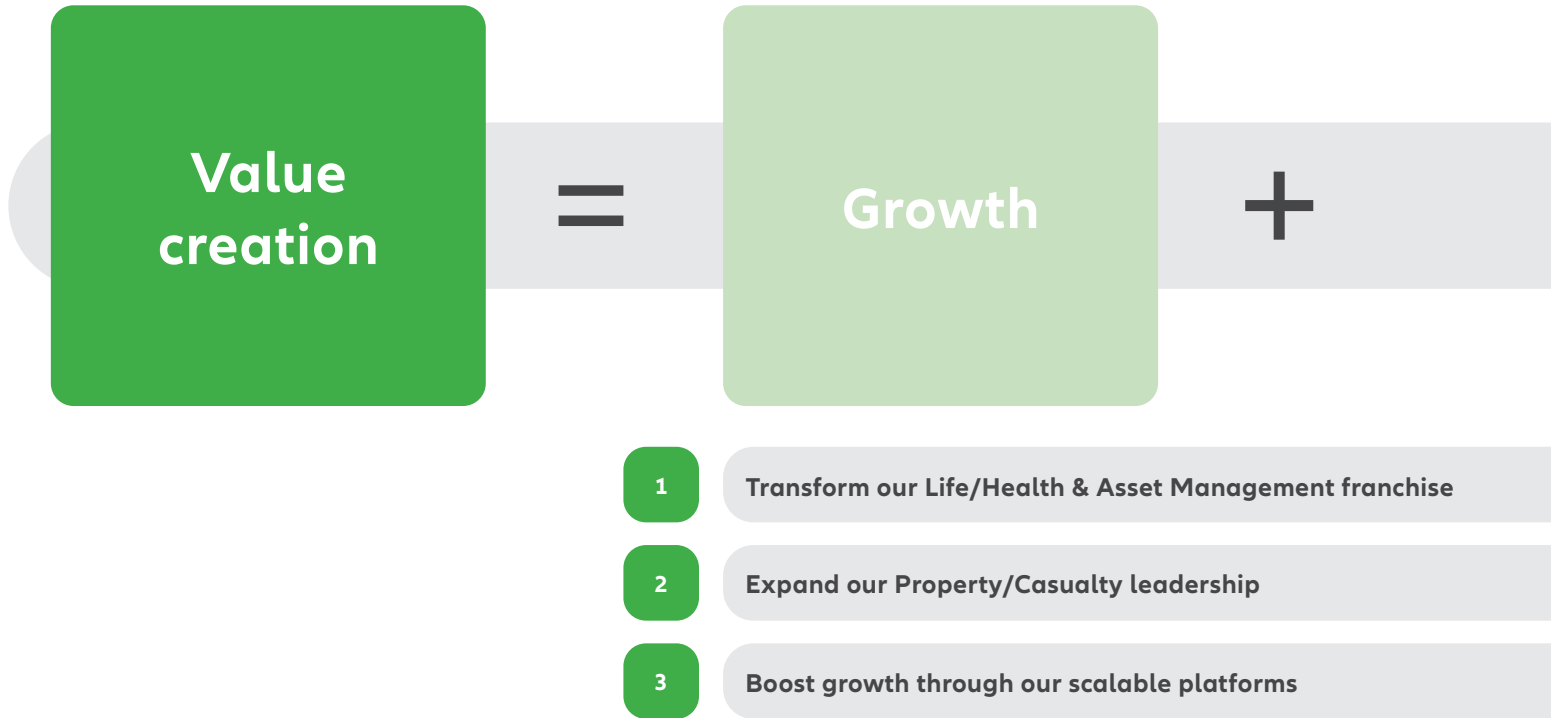 Value
creation
=
Growth
+
1
Transform our Life/Health & Asset Management franchise
2
Expand our Property/Casualty leadership
3
Boost growth through our scalable platforms